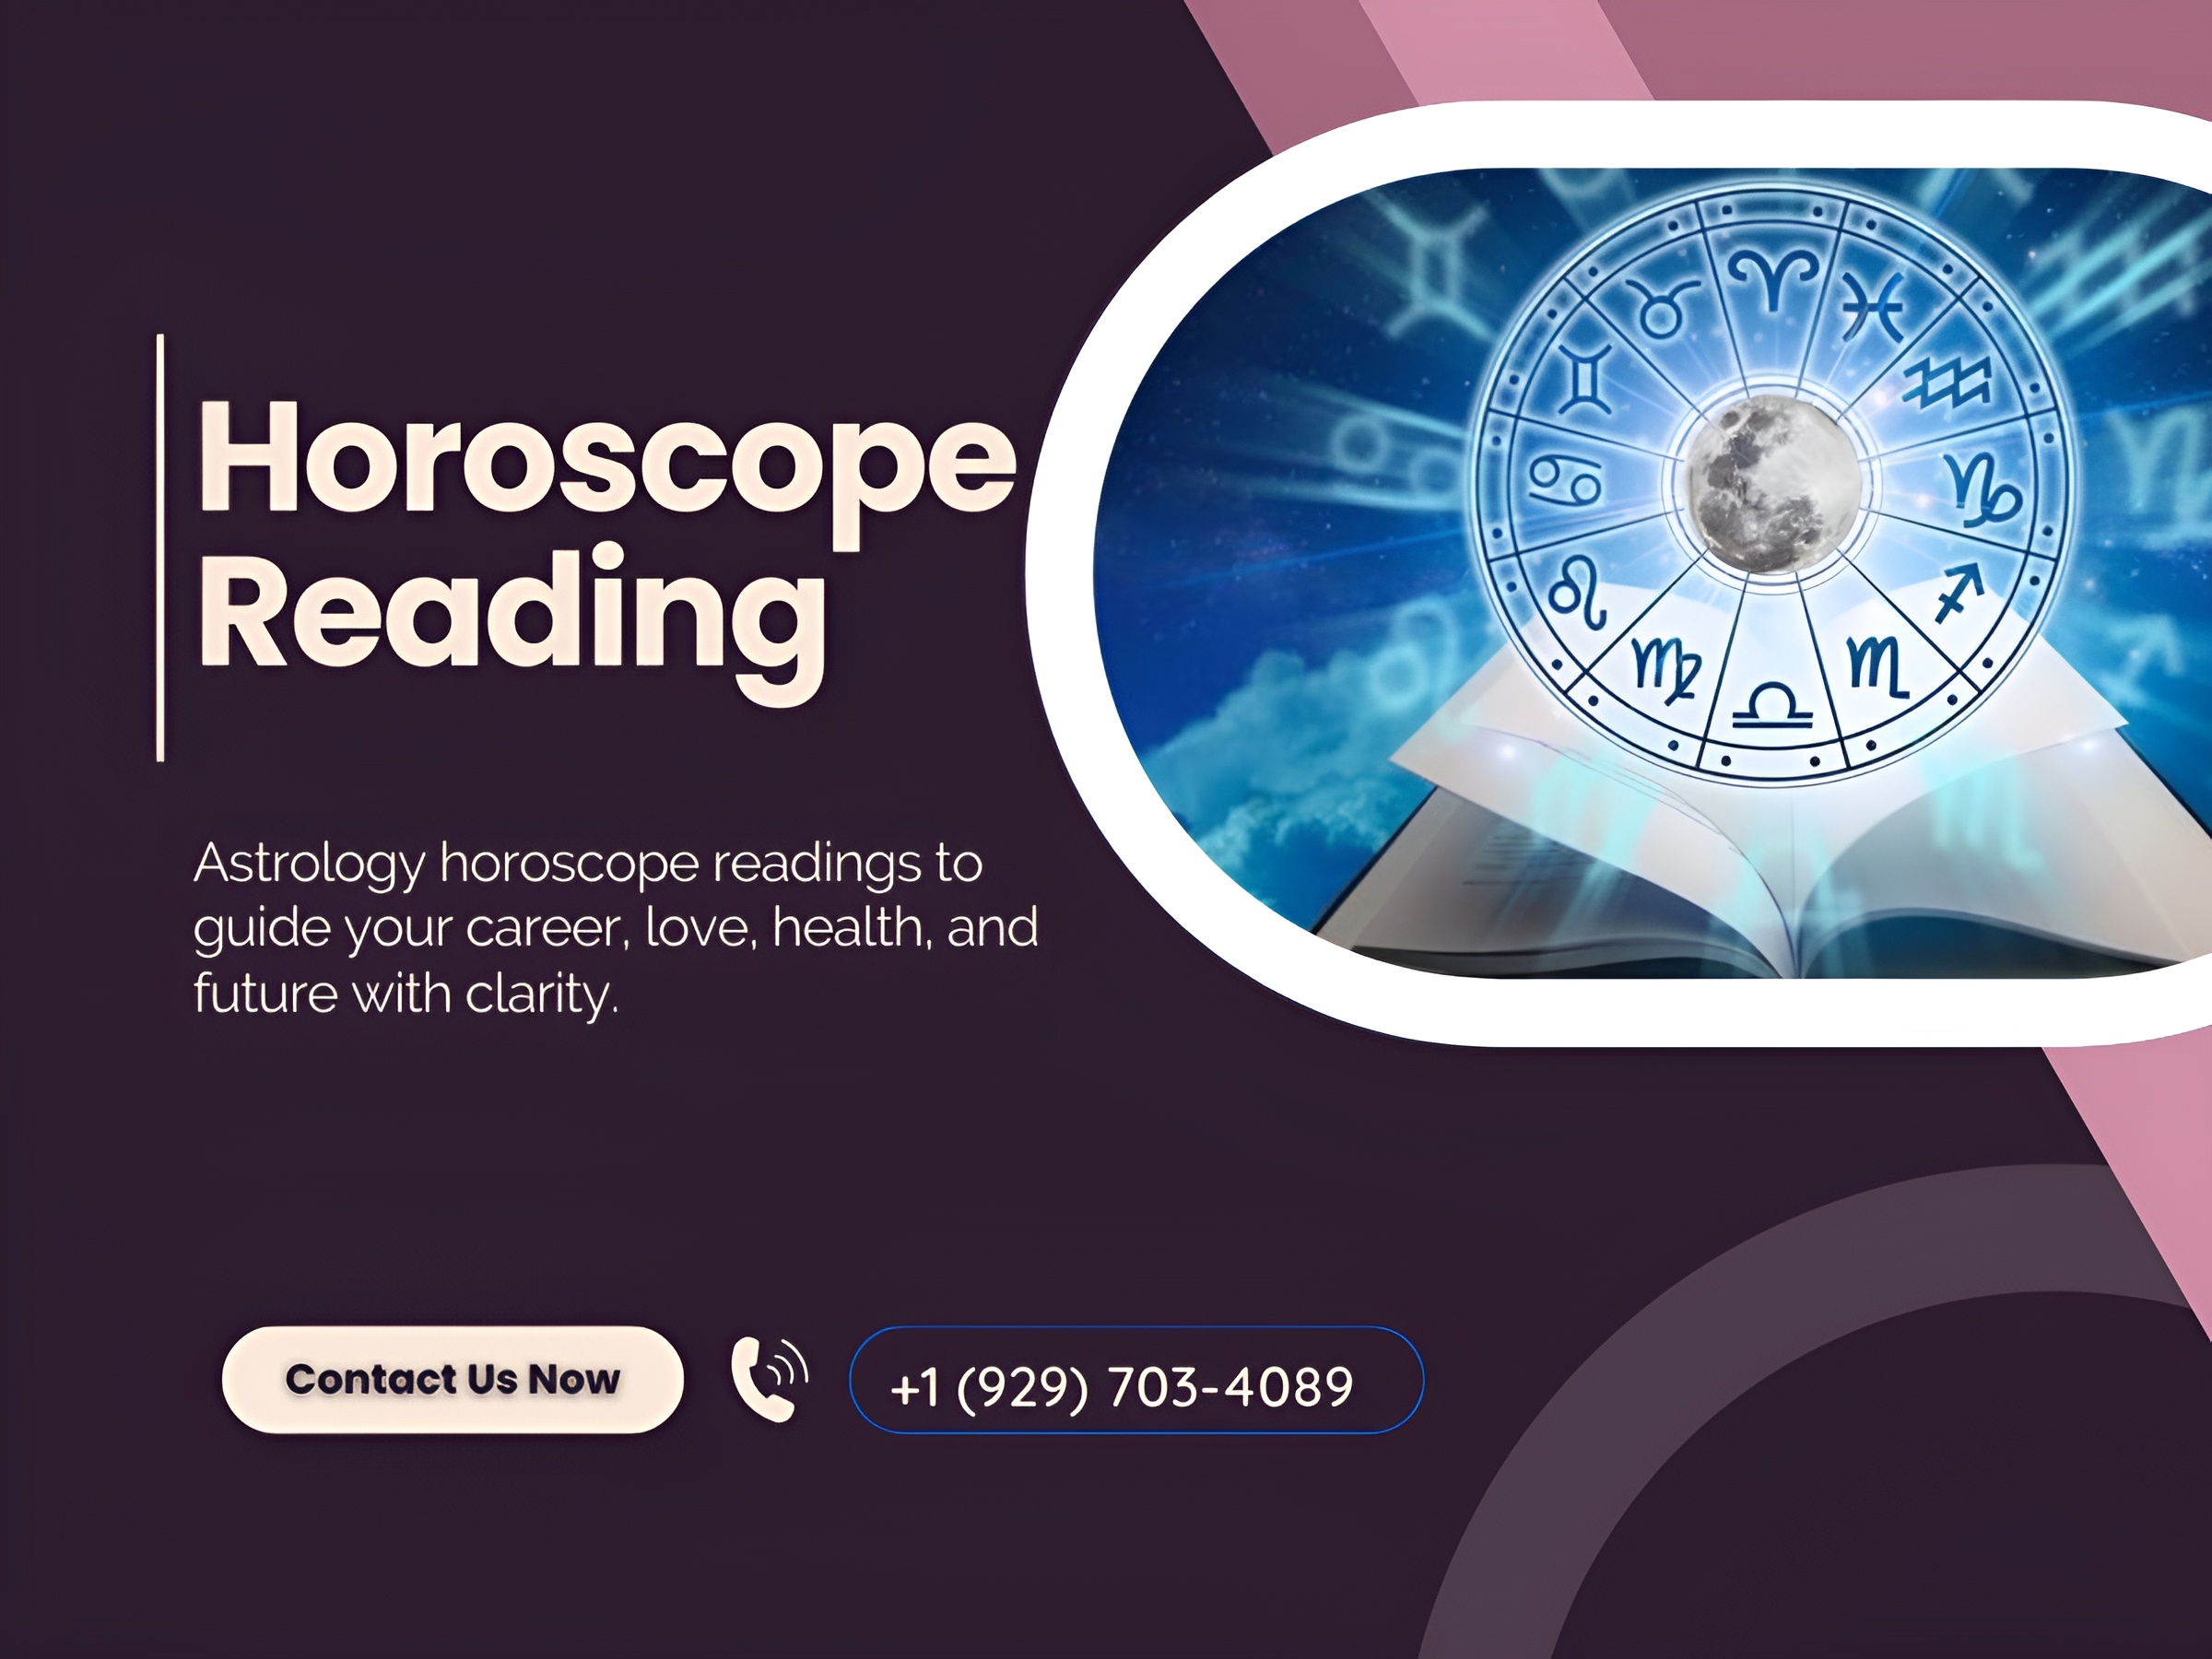 Horoscope
Reading
Astrology horoscope readings to
guide your career, love, health, and
future with clarity.
Contact Us Now
+1 (929) 703-4089